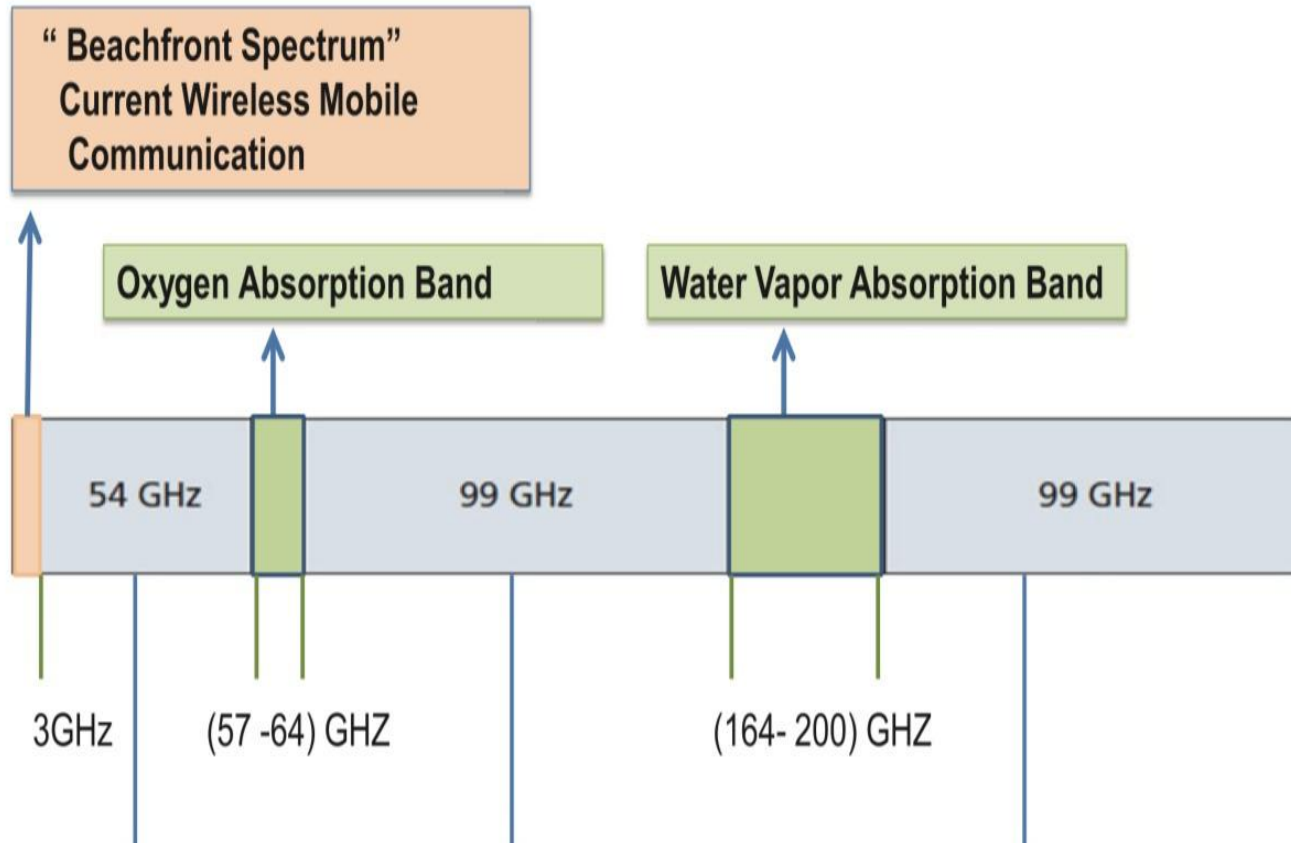 “ Beachfront Spectrum”
Current Wireless Mobile
Communication
Oxygen Absorption Band
Water Vapor Absorption Band
54 GHz
99 GHz
99 GHz
3GHz
(57 -64) GHZ
(164- 200) GHZ